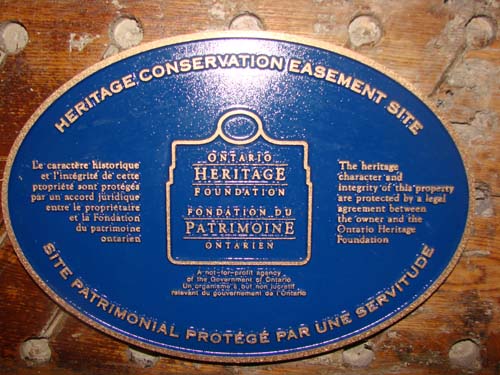 HERITAGE CONSERVATION EASEMENT SITE
Le caractère historique
et l'intégrité de cette
propriété sont protégés
par un accord juridique
entre le propriétaire
et la Fondation
du patrimoine
ontarien
ONTARIO
HERITAGE
FOUNDATION
FONDATION DU
PATRIMOINE
ONTARIEN
The heritage
character and
integrity of this property
are protected by a legal
agreement between
the owner and the
Ontario Heritage
Foundation
A not-for-profit agency
of the Government of Ontario
Un organisme à but non lucratif
relevant du gouvernement de l'Ontario
SITE PATRIMONIAL PROTÉGÉ PAR UNE SERVITUDE